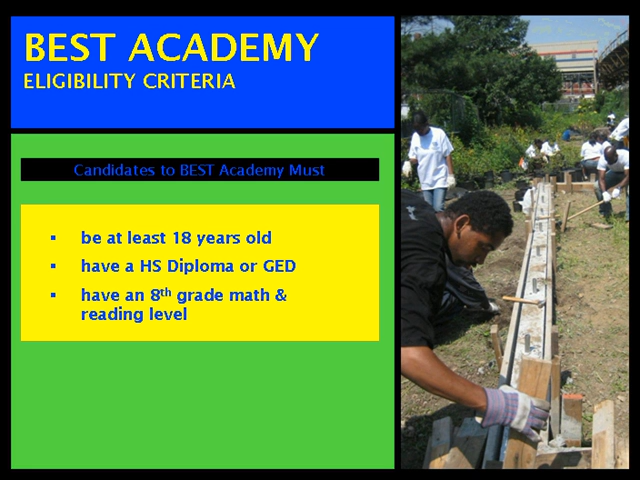 BEST ACADEMY
ELIGIBILITY CRITERIA
Candidates to BEST Academy Must
▪ be at least 18 years old
▪ have a HS Diploma or GED
▪ have an 8th grade math &
reading level